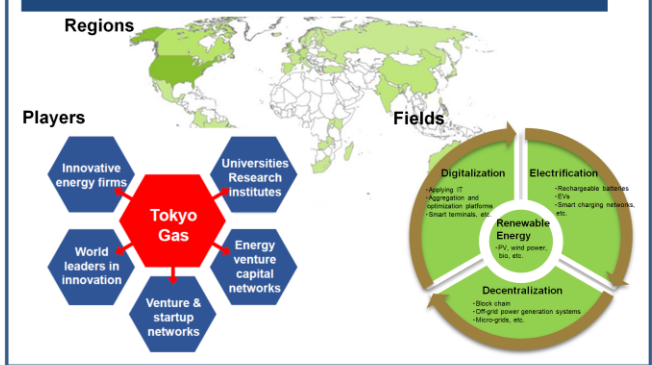 Regions
Players
Innovative
energy firms
Universities
Research
institutes
Tokyo
Gas
World
leaders in
innovation
Energy
venture
capital
networks
Venture &
startup
networks
Fields
Digitalization
・Applying IT
・Aggregation and
optimization platforms
・Smart terminals, etc.
Electrification
・Rechargeable batteries
・EVs
・Smart charging networks,
etc.
Renewable
Energy
・PV, wind power,
bio, etc.
Decentralization
・Block chain
・Off-grid power generation systems
・Micro-grids, etc.